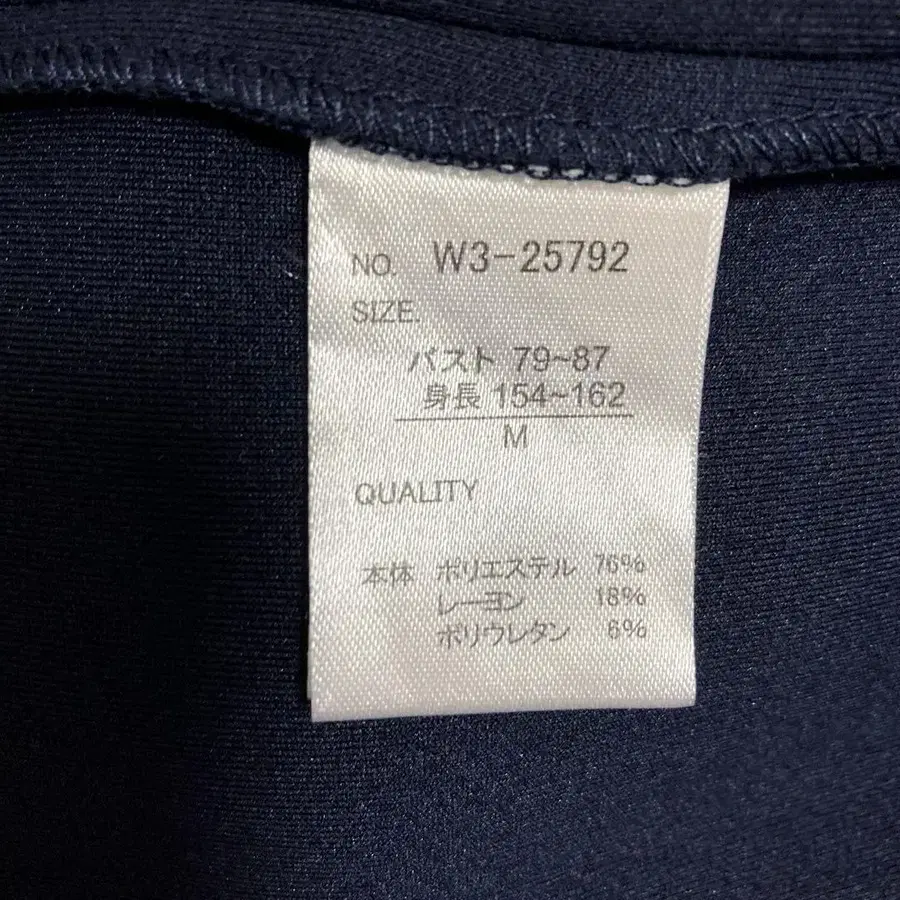 NO. W3-25792
SIZE.
バスト 79~87
身長 154~162
M
QUALITY
本体 ポリエステル 76%
レーヨン 18%
ポリウレタン 6%